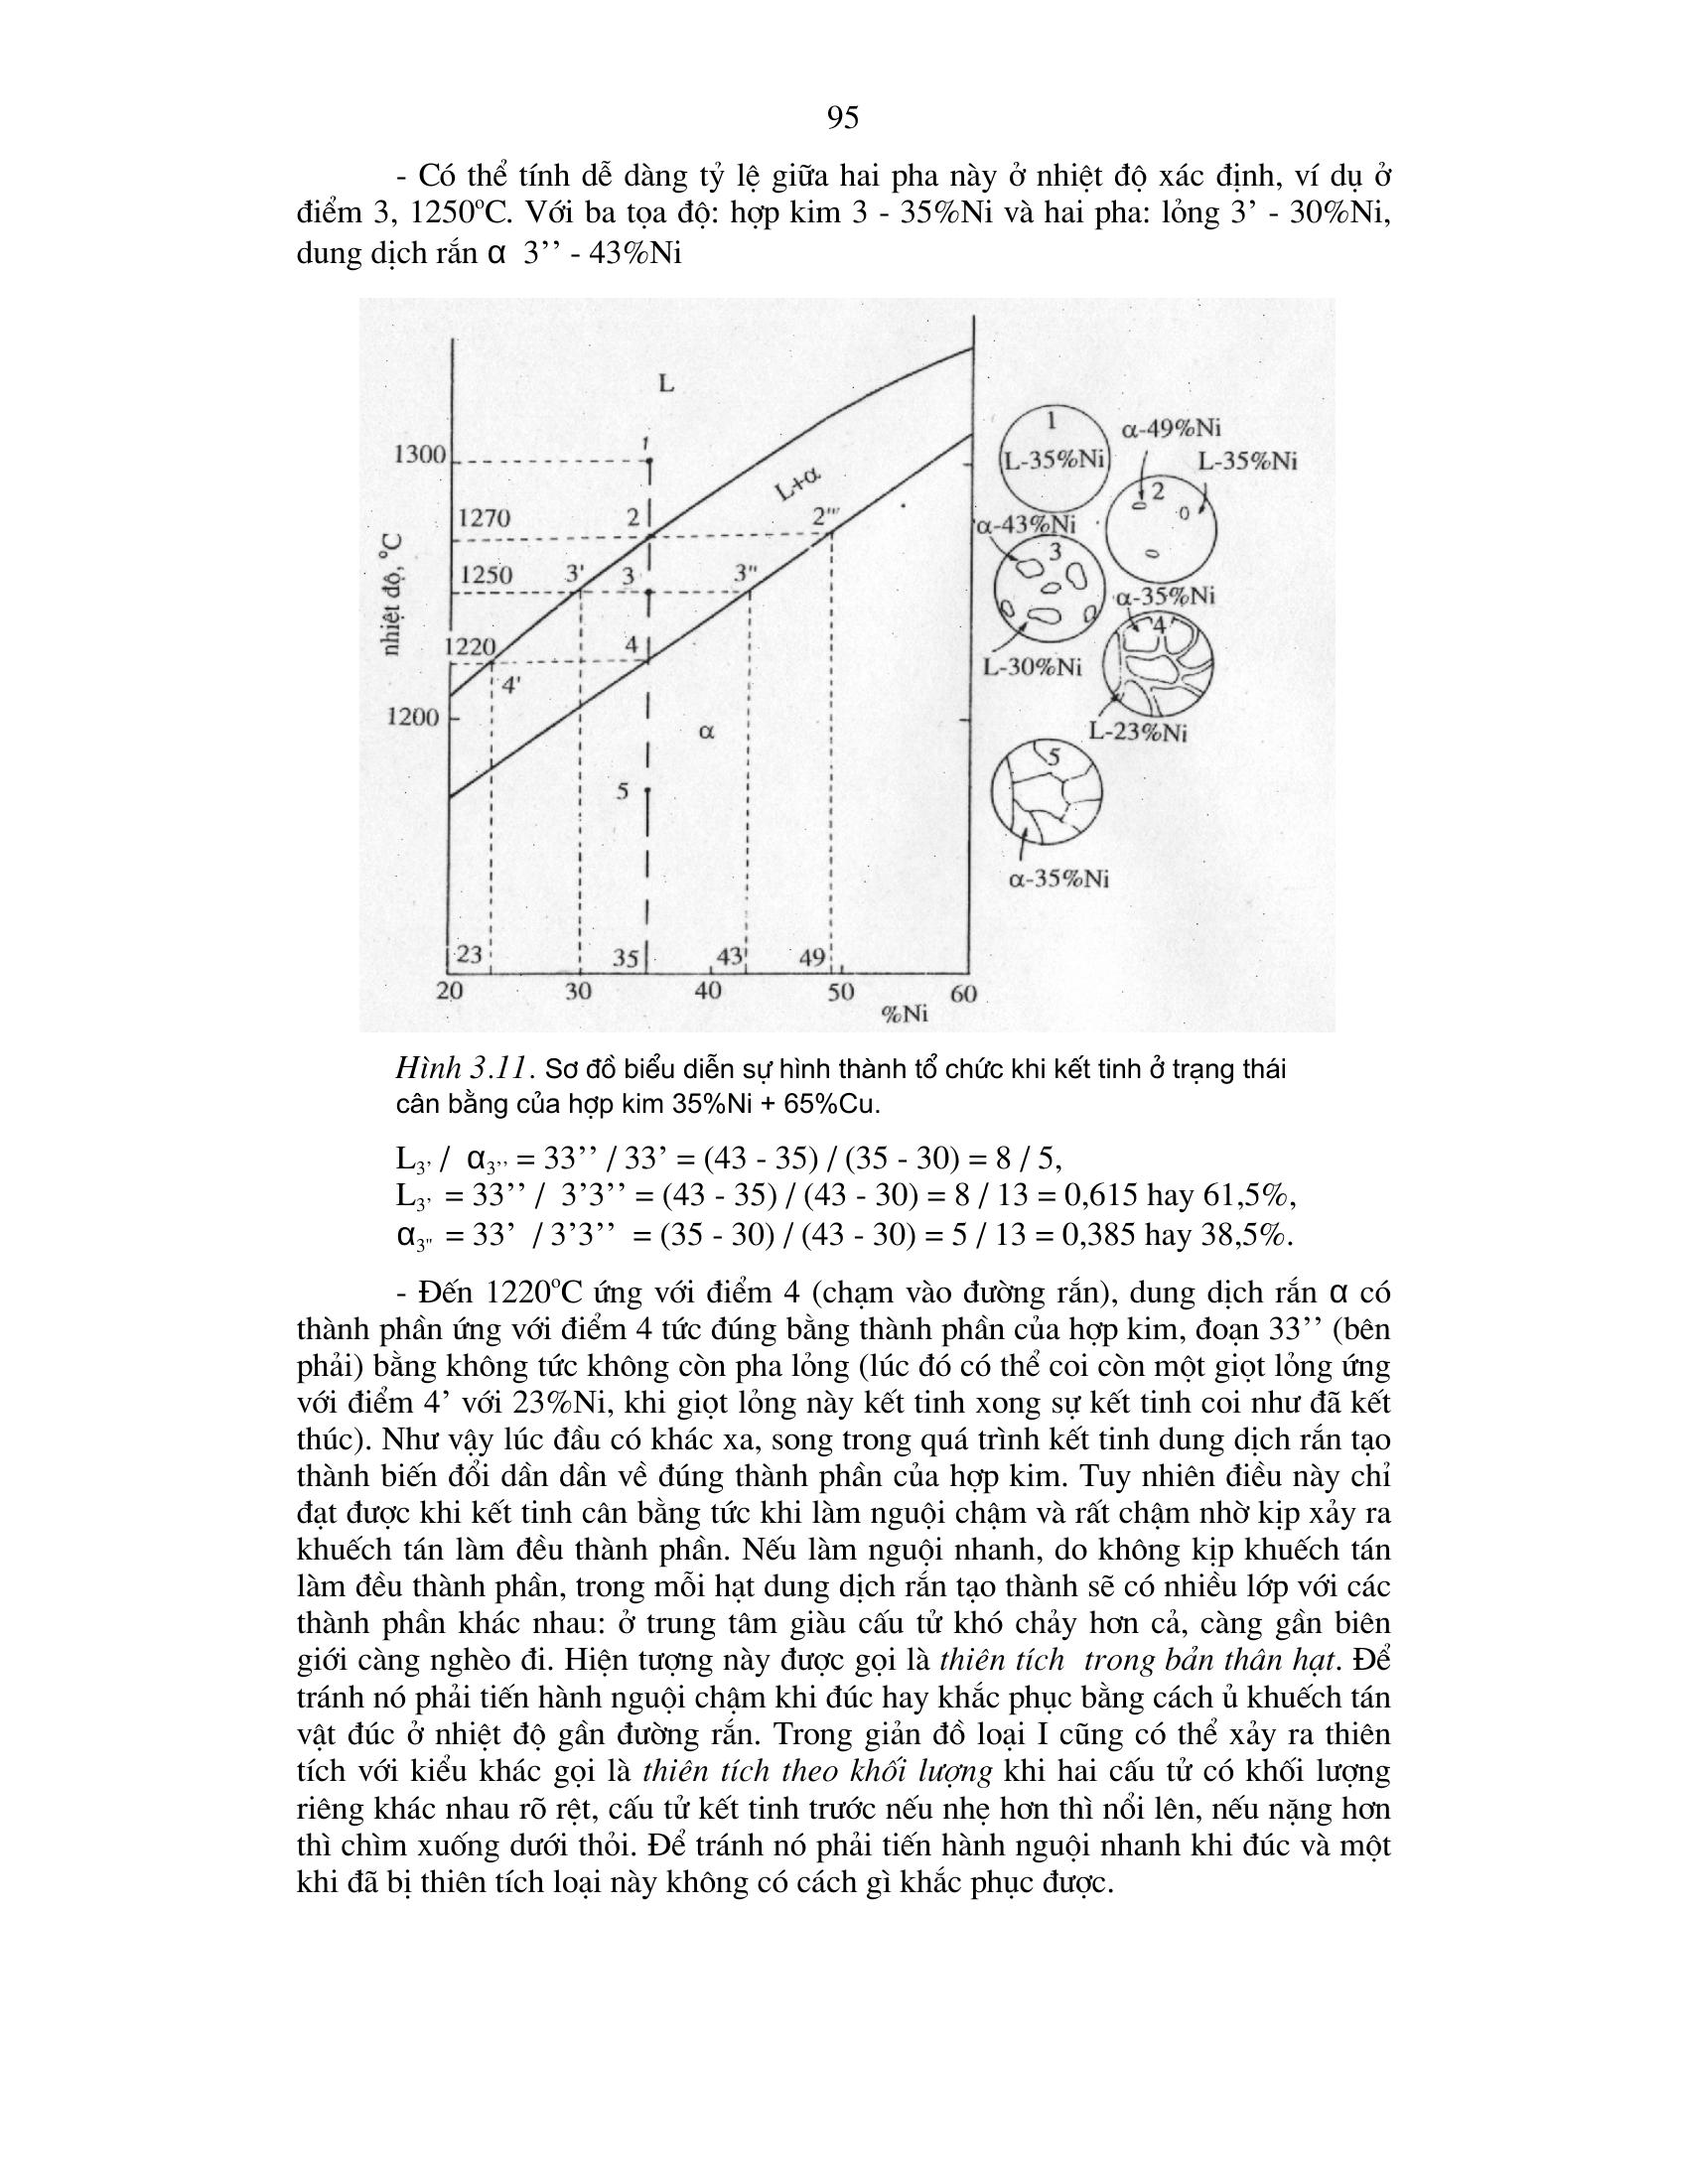 95
- Có thể tính dễ dàng tỷ lệ giữa hai pha này ở nhiệt độ xác định, ví dụ ở
điểm 3, 1250ºC. Với ba tọa độ: hợp kim 3 - 35%Ni và hai pha: lỏng 3’ - 30%Ni,
dung dịch rắn α 3’’ - 43%Ni
L
1300
1
1
α-49%Ni
L-35%Ni
L-35%Ni
L+α
1270
2
2'''
2
α-43%Ni
nhiệt độ, ºC
1250
3'
3
3"
3
α-35%Ni
1220
4
4'
4
L-30%Ni
1200
α
L-23%Ni
5
5
α-35%Ni
23
35
43
49
20
30
40
50
60
%Ni
Hình 3.11. Sơ đồ biểu diễn sự hình thành tổ chức khi kết tinh ở trạng thái
cân bằng của hợp kim 35%Ni + 65%Cu.
L3’ / α3’’ = 33’’ / 33’ = (43 - 35) / (35 - 30) = 8 / 5,
L3’ = 33’’ / 3’3’’ = (43 - 35) / (43 - 30) = 8 / 13 = 0,615 hay 61,5%,
α3" = 33’ / 3’3’’ = (35 - 30) / (43 - 30) = 5 / 13 = 0,385 hay 38,5%.
- Đến 1220ºC ứng với điểm 4 (chạm vào đường rắn), dung dịch rắn α có
thành phần ứng với điểm 4 tức đúng bằng thành phần của hợp kim, đoạn 33’’ (bên
phải) bằng không tức không còn pha lỏng (lúc đó có thể coi còn một giọt lỏng ứng
với điểm 4’ với 23%Ni, khi giọt lỏng này kết tinh xong sự kết tinh coi như đã kết
thúc). Như vậy lúc đầu có khác xa, song trong quá trình kết tinh dung dịch rắn tạo
thành biến đổi dần dần về đúng thành phần của hợp kim. Tuy nhiên điều này chỉ
đạt được khi kết tinh cân bằng tức khi làm nguội chậm và rất chậm nhờ kịp xảy ra
khuếch tán làm đều thành phần. Nếu làm nguội nhanh, do không kịp khuếch tán
làm đều thành phần, trong mỗi hạt dung dịch rắn tạo thành sẽ có nhiều lớp với các
thành phần khác nhau: ở trung tâm giàu cấu tử khó chảy hơn cả, càng gần biên
giới càng nghèo đi. Hiện tượng này được gọi là thiên tích trong bản thân hạt. Để
tránh nó phải tiến hành nguội chậm khi đúc hay khắc phục bằng cách ủ khuếch tán
vật đúc ở nhiệt độ gần đường rắn. Trong giản đồ loại I cũng có thể xảy ra thiên
tích với kiểu khác gọi là thiên tích theo khối lượng khi hai cấu tử có khối lượng
riêng khác nhau rõ rệt, cấu tử kết tinh trước nếu nhẹ hơn thì nổi lên, nếu nặng hơn
thì chìm xuống dưới thỏi. Để tránh nó phải tiến hành nguội nhanh khi đúc và một
khi đã bị thiên tích loại này không có cách gì khắc phục được.